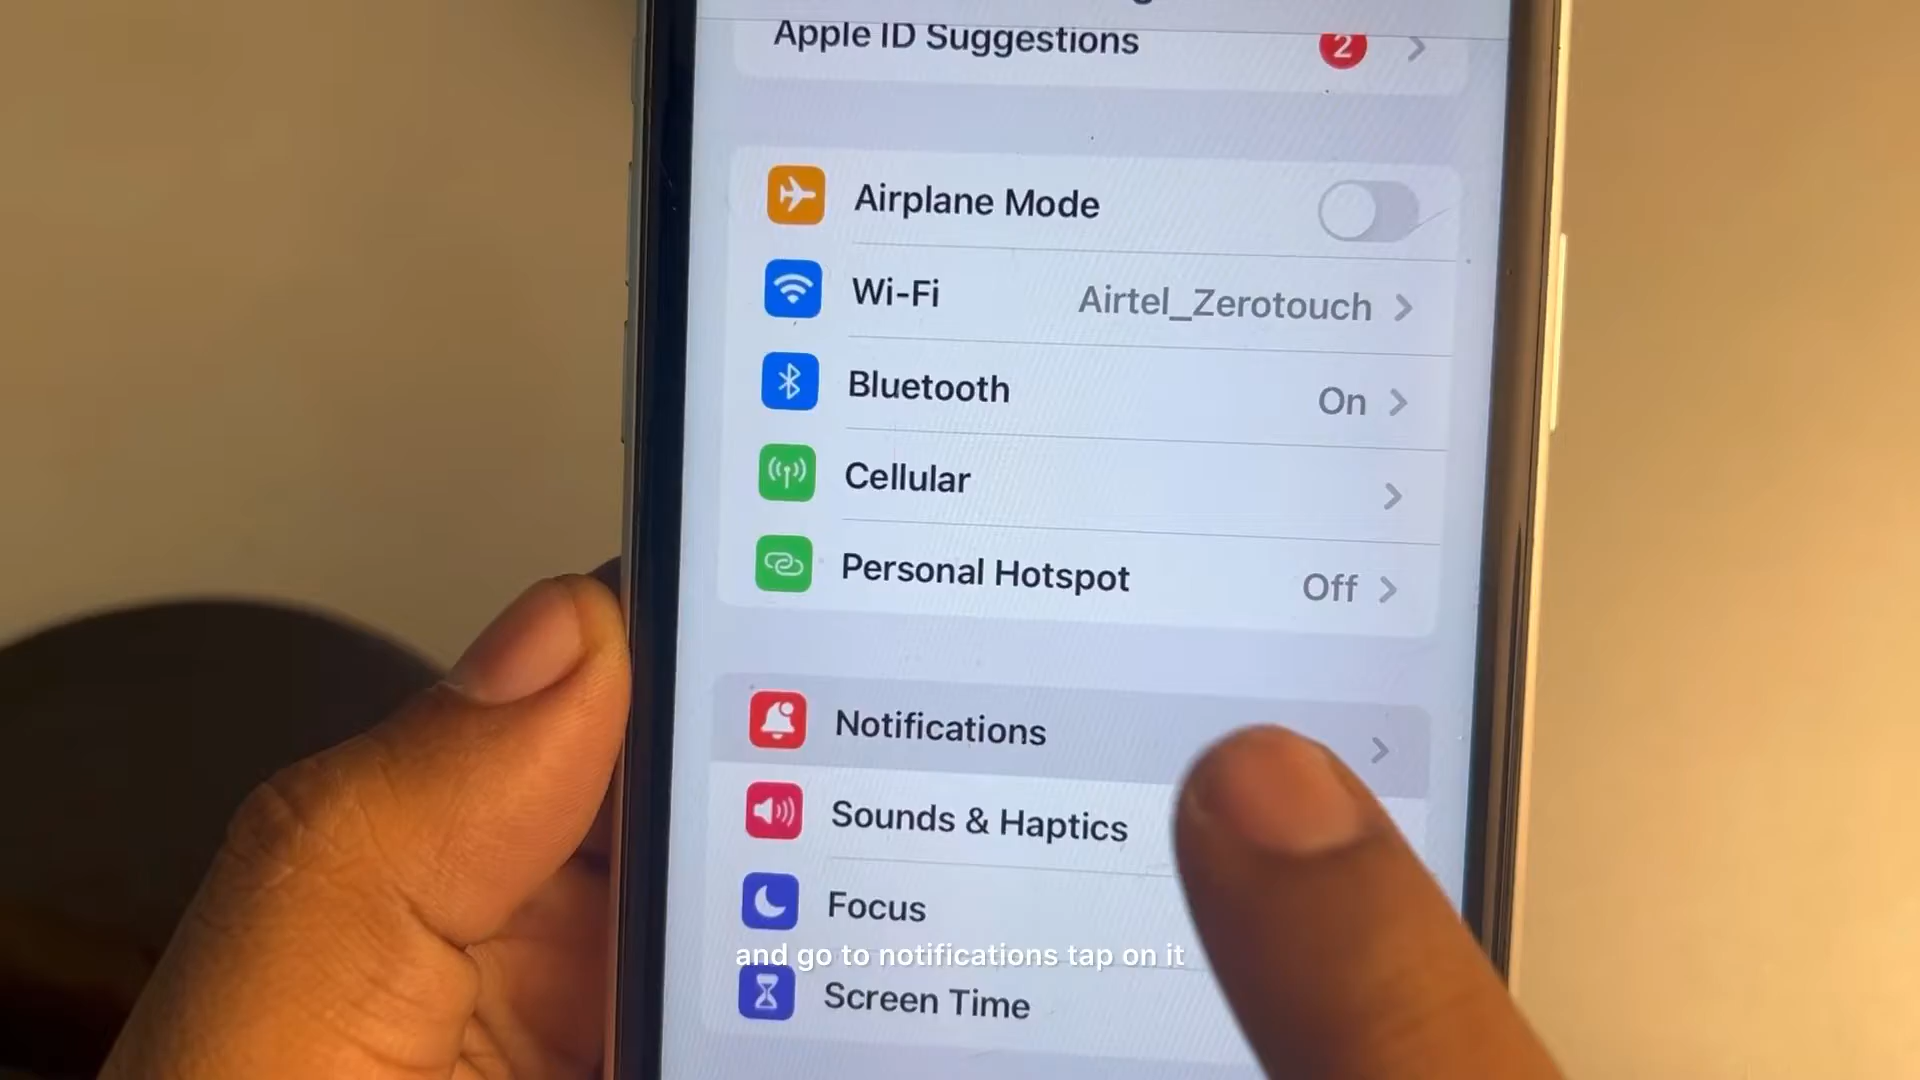 Apple ID Suggestions 2
Airplane Mode
Wi-Fi Airtel_Zerotouch
Bluetooth On
Cellular
Personal Hotspot Off
Notifications
Sounds & Haptics
Focus
and go to notifications tap on it
Screen Time